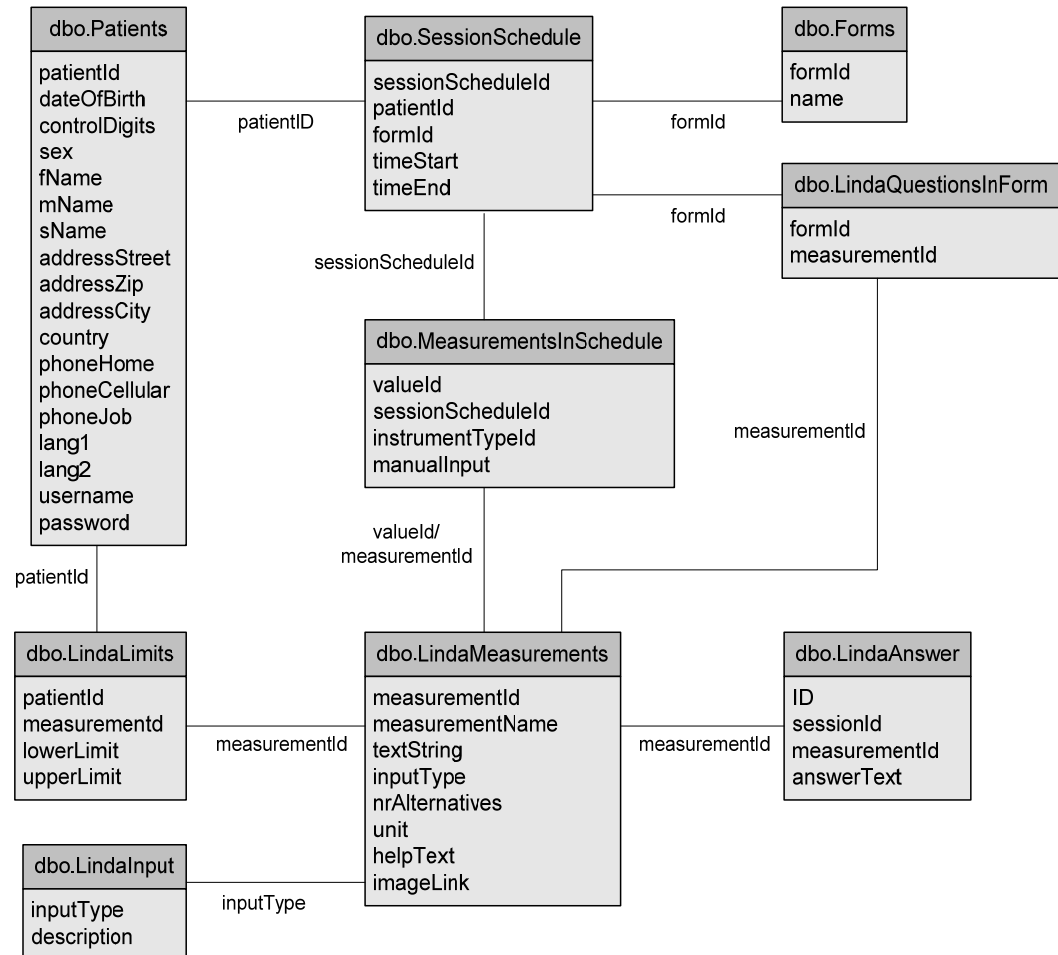 dbo.Patients
patientId
dateOfBirth
controlDigits
sex
fName
mName
sName
addressStreet
addressZip
addressCity
country
phoneHome
phoneCellular
phoneJob
lang1
lang2
username
password
patientID
dbo.SessionSchedule
sessionScheduleId
patientId
formId
timeStart
timeEnd
formId
dbo.Forms
formId
name
formId
dbo.LindaQuestionsInForm
formId
measurementId
sessionScheduleId
dbo.MeasurementsInSchedule
valueId
sessionScheduleId
instrumentTypeId
manualInput
measurementId
valueId/
measurementId
patientId
dbo.LindaLimits
patientId
measurementd
lowerLimit
upperLimit
measurementId
dbo.LindaMeasurements
measurementId
measurementName
textString
inputType
nrAlternatives
unit
helpText
imageLink
measurementId
dbo.LindaAnswer
ID
sessionId
measurementId
answerText
dbo.LindaInput
inputType
description
inputType